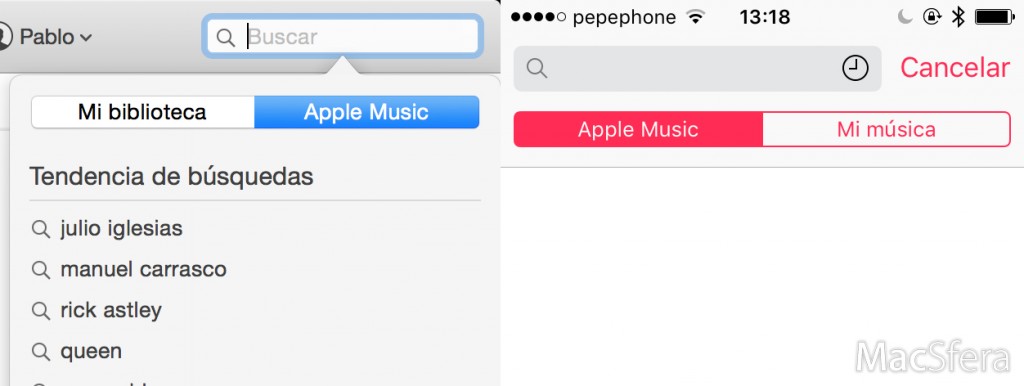 Pablo
Buscar
Mi biblioteca
Apple Music
Tendencia de búsquedas
julio iglesias
manuel carrasco
rick astley
queen
pepephone
13:18
Cancelar
Apple Music
Mi música
MacSfera